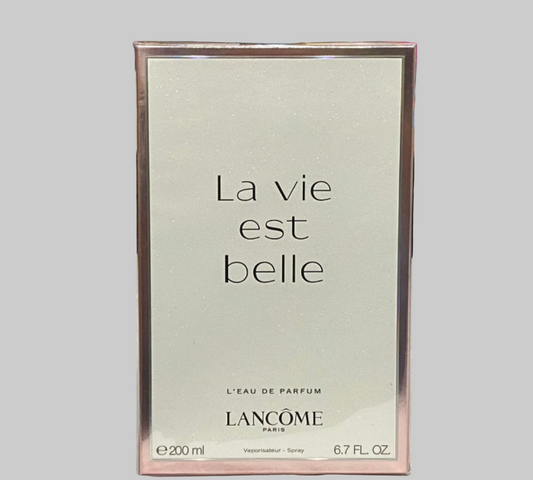 La vie
est
belle
L'EAU DE PARFUM
LANCÔME
PARIS
℮200 ml Vaporisateur - Spray 6.7 FL. OZ.